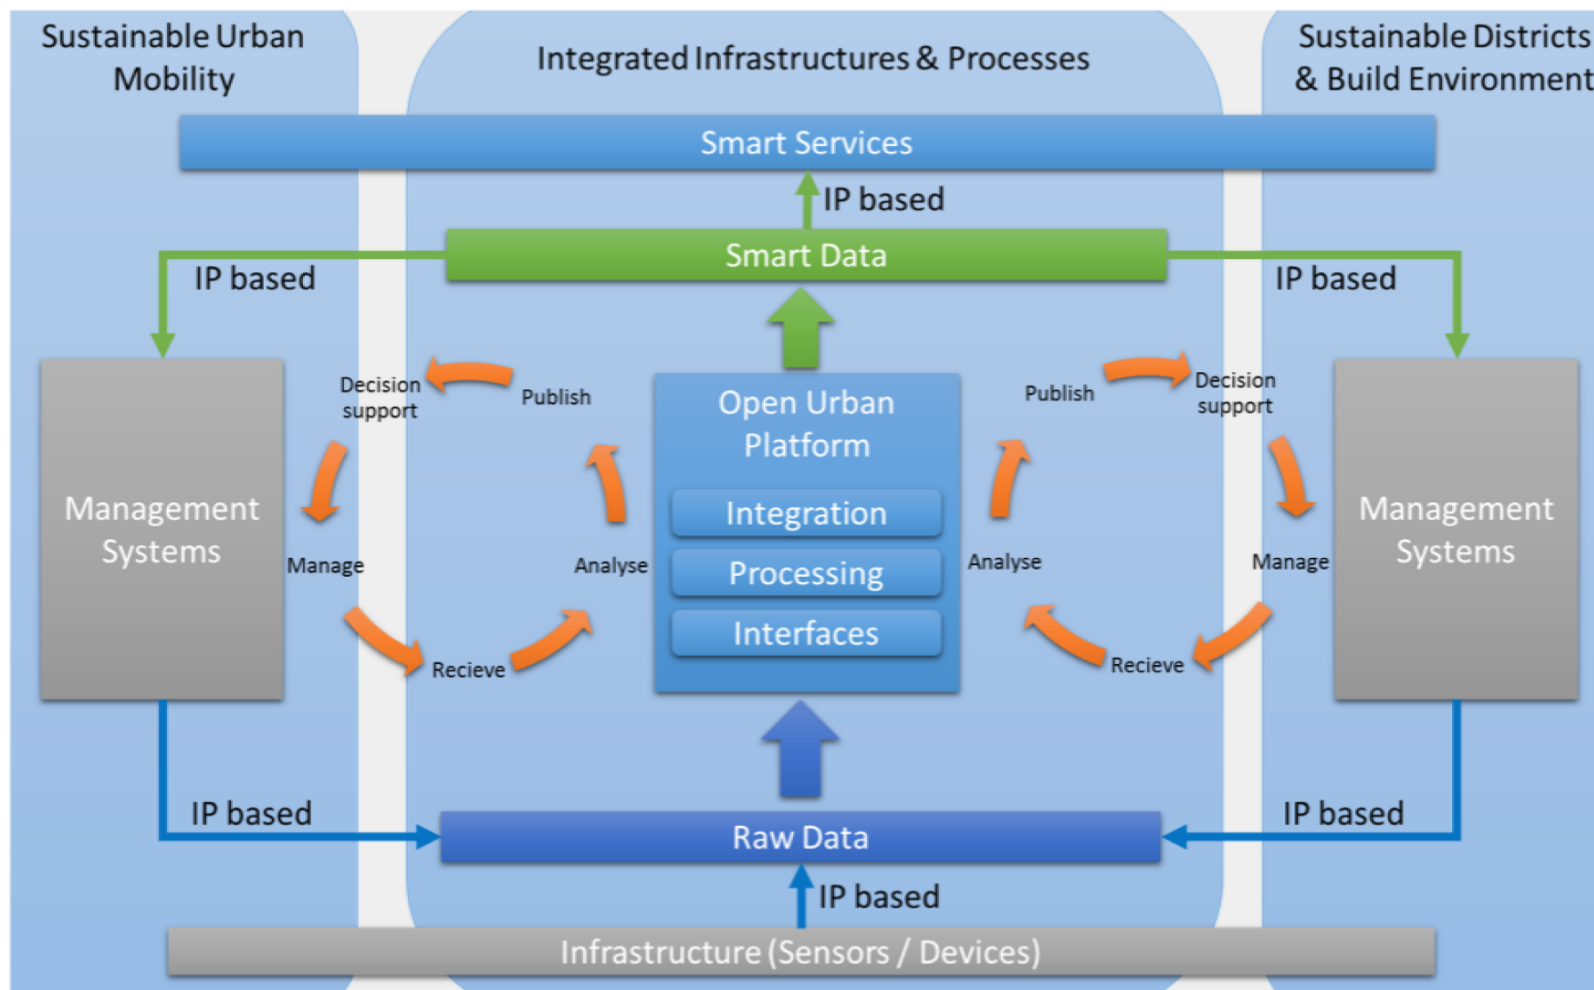 Sustainable Urban
Mobility
Integrated Infrastructures & Processes
Sustainable Districts
& Build Environment
Smart Services
IP based
Smart Data
IP based
IP based
Decision
support
Publish
Open Urban
Platform
Publish
Decision
support
Management
Systems
Integration
Management
Systems
Manage
Analyse
Processing
Analyse
Manage
Interfaces
Recieve
Recieve
IP based
Raw Data
IP based
IP based
Infrastructure (Sensors / Devices)